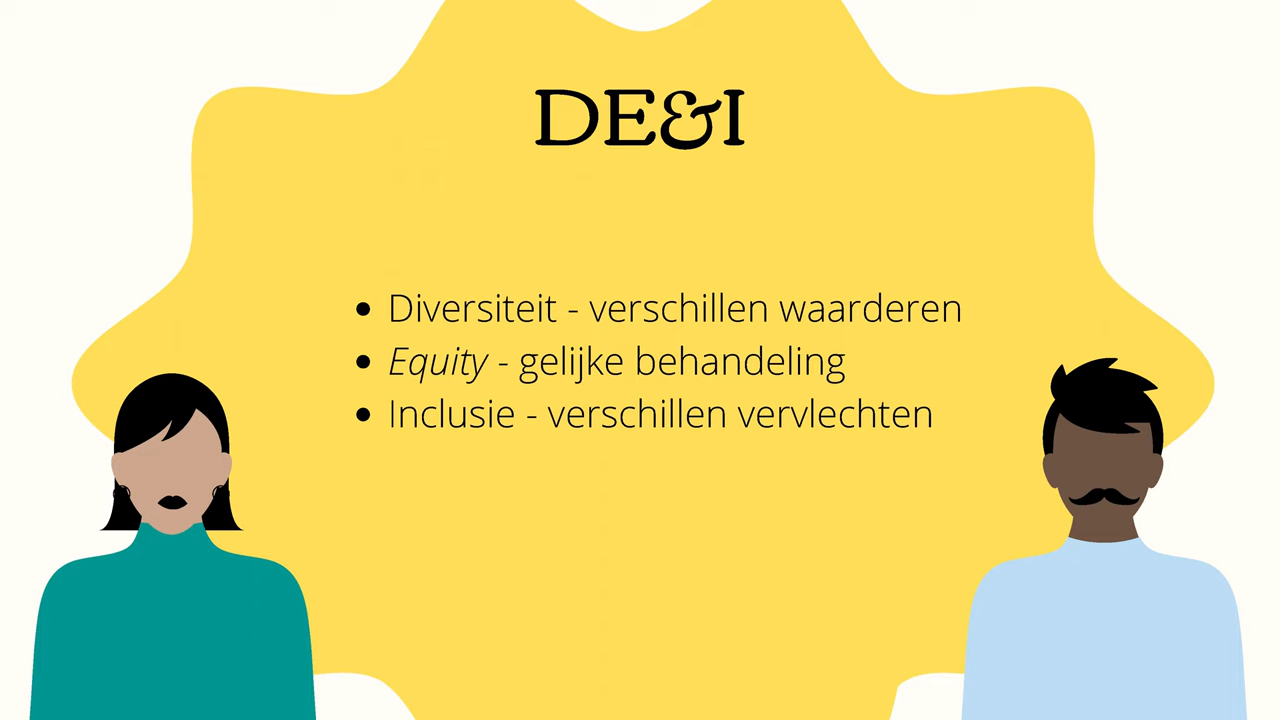 DE&I
• Diversiteit - verschillen waarderen
• Equity - gelijke behandeling
• Inclusie - verschillen vervlechten